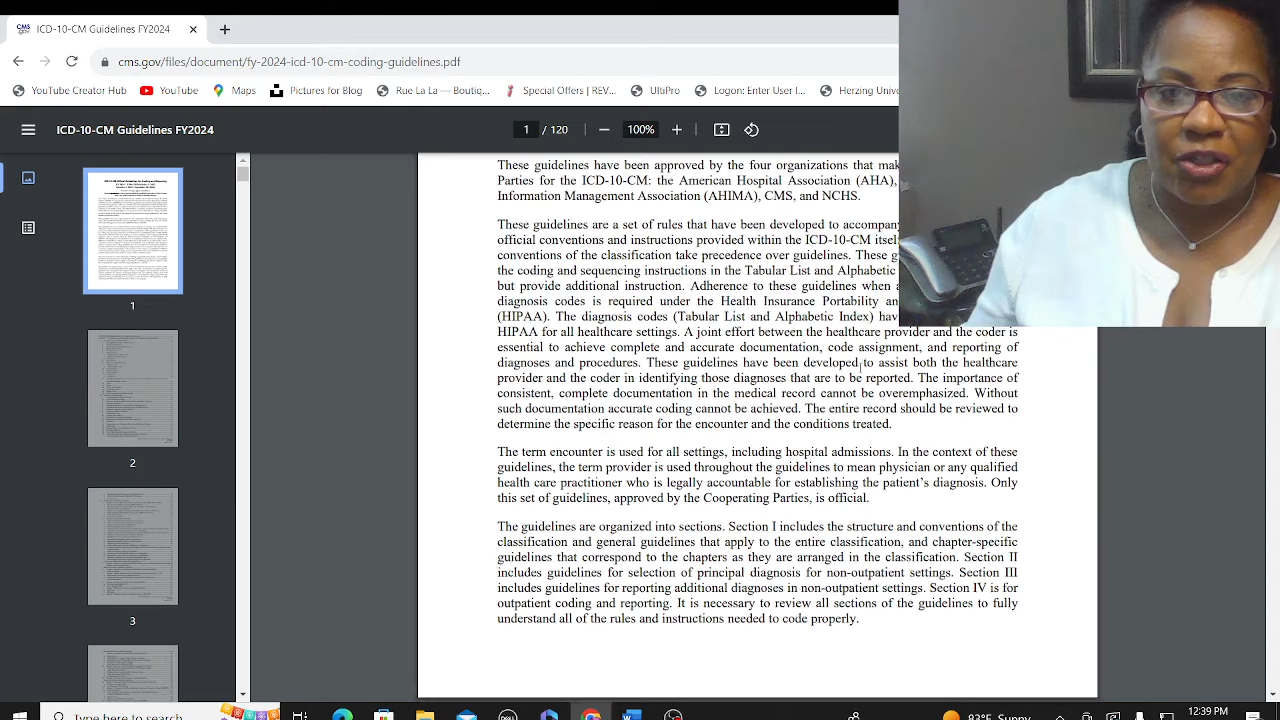 CMS
GOV
ICD-10-CM Guidelines FY2024
cms.gov/files/document/fy-2024-icd-10-cm-coding-guidelines.pdf
YouTube Creator Hub
YouTube
Maps
Pictures for Blog
Rue La La — Boutiqu...
Special Offers | REV...
UltiPro
Logon: Enter User I...
Herzing Univers
ICD-10-CM Guidelines FY2024
1 / 120
100%
These guidelines have been approved by the four organizations that mak
Parties for the ICD-10-CM: the American Hospital Association (AHA),
Information Management Association (AHIMA), CMS, and NCHS.
These guidelines are a set of rules that have been developed to accompany
official conventions and instructions provided within the ICD-10-CM itsel
conventions of the classification take precedence over guidelines. These g
the coding and sequencing instructions in the Tabular List and Alphabetic
but provide additional instruction. Adherence to these guidelines when a
diagnosis codes is required under the Health Insurance Portability an
(HIPAA). The diagnosis codes (Tabular List and Alphabetic Index) hav
HIPAA for all healthcare settings. A joint effort between the healthcare provider and the coder is
essential to achieve complete and accurate documentation, code assignment, and reporting of
diagnoses and procedures. These guidelines have been developed to assist both the healthcare
provider and the coder in identifying those diagnoses that are to be reported. The importance of
consistent, complete documentation in the medical record cannot be overemphasized. Without
such documentation accurate coding cannot be achieved. The entire record should be reviewed to
determine the specific reason for the encounter and the conditions treated.
The term encounter is used for all settings, including hospital admissions. In the context of these
guidelines, the term provider is used throughout the guidelines to mean physician or any qualified
health care practitioner who is legally accountable for establishing the patient's diagnosis. Only
this set of guidelines, approved by the Cooperating Parties, is official.
The guidelines are organized into sections. Section I includes the structure and conventions of the
classification and general guidelines that apply to the entire classification, and chapter-specific
guidelines that correspond to the chapters as they are arranged in the classification. Section II
includes guidelines for selection of principal diagnosis for non-outpatient settings. Section III
includes guidelines for reporting additional diagnoses in non-outpatient settings. Section IV is for
outpatient coding and reporting. It is necessary to review all sections of the guidelines to fully
understand all of the rules and instructions needed to code properly.
1
2
3
Type here to search
83°F Sunny
12:39 PM